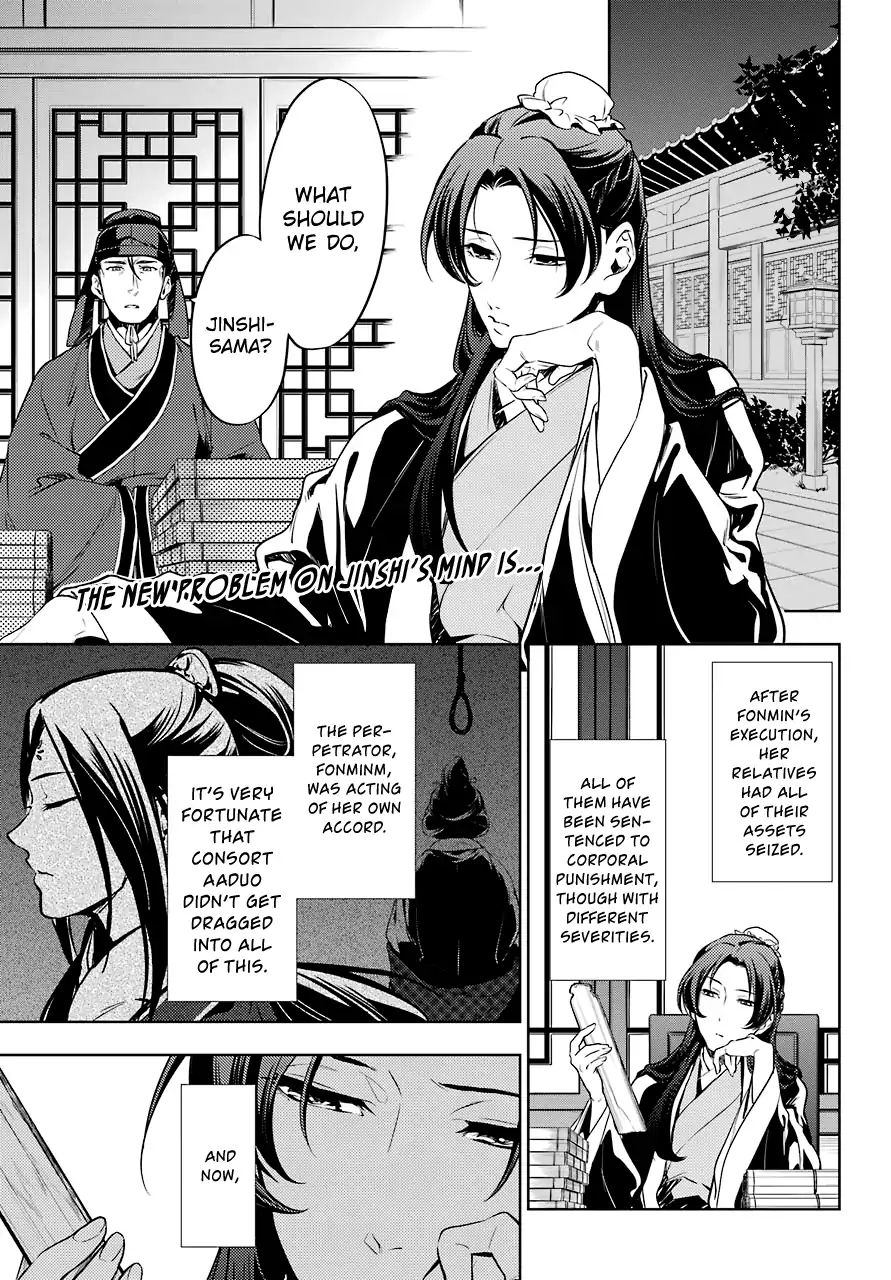 WHAT
SHOULD
WE DO,
JINSHI-
SAMA?
THE NEW PROBLEM ON JINSHI'S MIND IS...
AFTER
FONMIN'S
EXECUTION,
HER
RELATIVES
HAD ALL
OF THEIR
ASSETS
SEIZED.
ALL OF
THEM HAVE
BEEN SEN-
TENCED TO
CORPORAL
PUNISHMENT,
THOUGH WITH
DIFFERENT
SEVERITIES.
THE PER-
PETRATOR,
FONMINM,
WAS ACTING
OF HER OWN
ACCORD.
IT'S VERY
FORTUNATE
THAT
CONSORT
AADUO
DIDN'T GET
DRAGGED
INTO ALL
OF THIS.
AND
NOW,